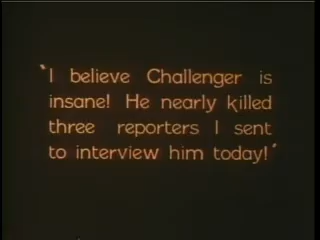 ‘I believe Challenger is
insane! He nearly killed
three reporters I sent
to interview him today!’